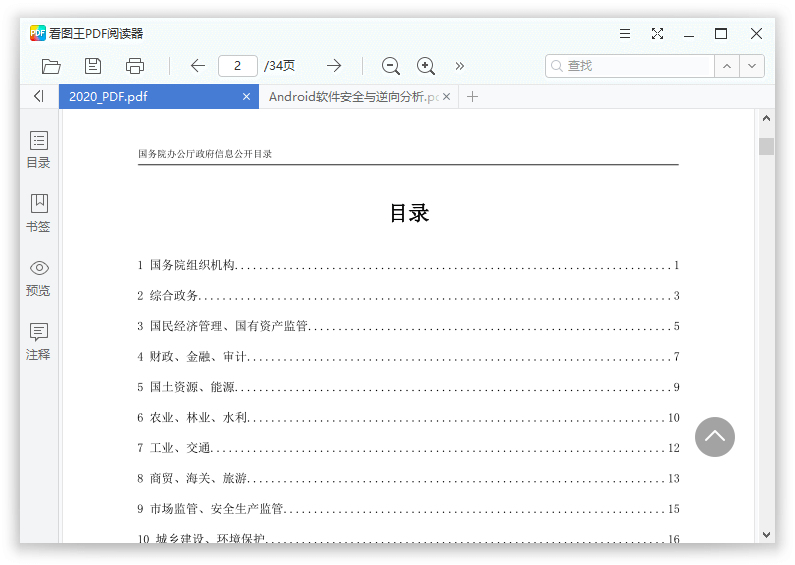 看图王PDF阅读器
2 /34页 查找
2020_PDF.pdf Android软件安全与逆向分析.pd
目录
书签
预览
注释
国务院办公厅政府信息公开目录
目录
1 国务院组织机构 1
2 综合政务 3
3 国民经济管理、国有资产监管 5
4 财政、金融、审计 7
5 国土资源、能源 9
6 农业、林业、水利 10
7 工业、交通 12
8 商贸、海关、旅游 13
9 市场监管、安全生产监管 15
10 城乡建设、环境保护 16